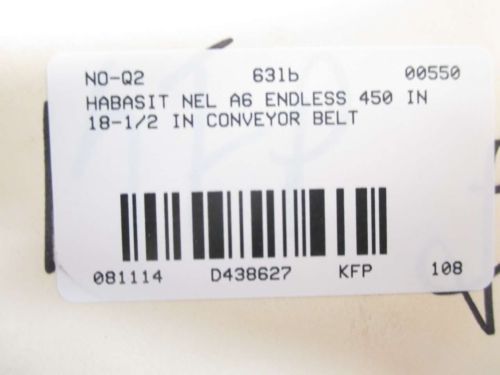 NO-Q2 631b 00550
HABASIT NEL A6 ENDLESS 450 IN
18-1/2 IN CONVEYOR BELT
081114 D438627 KFP 108